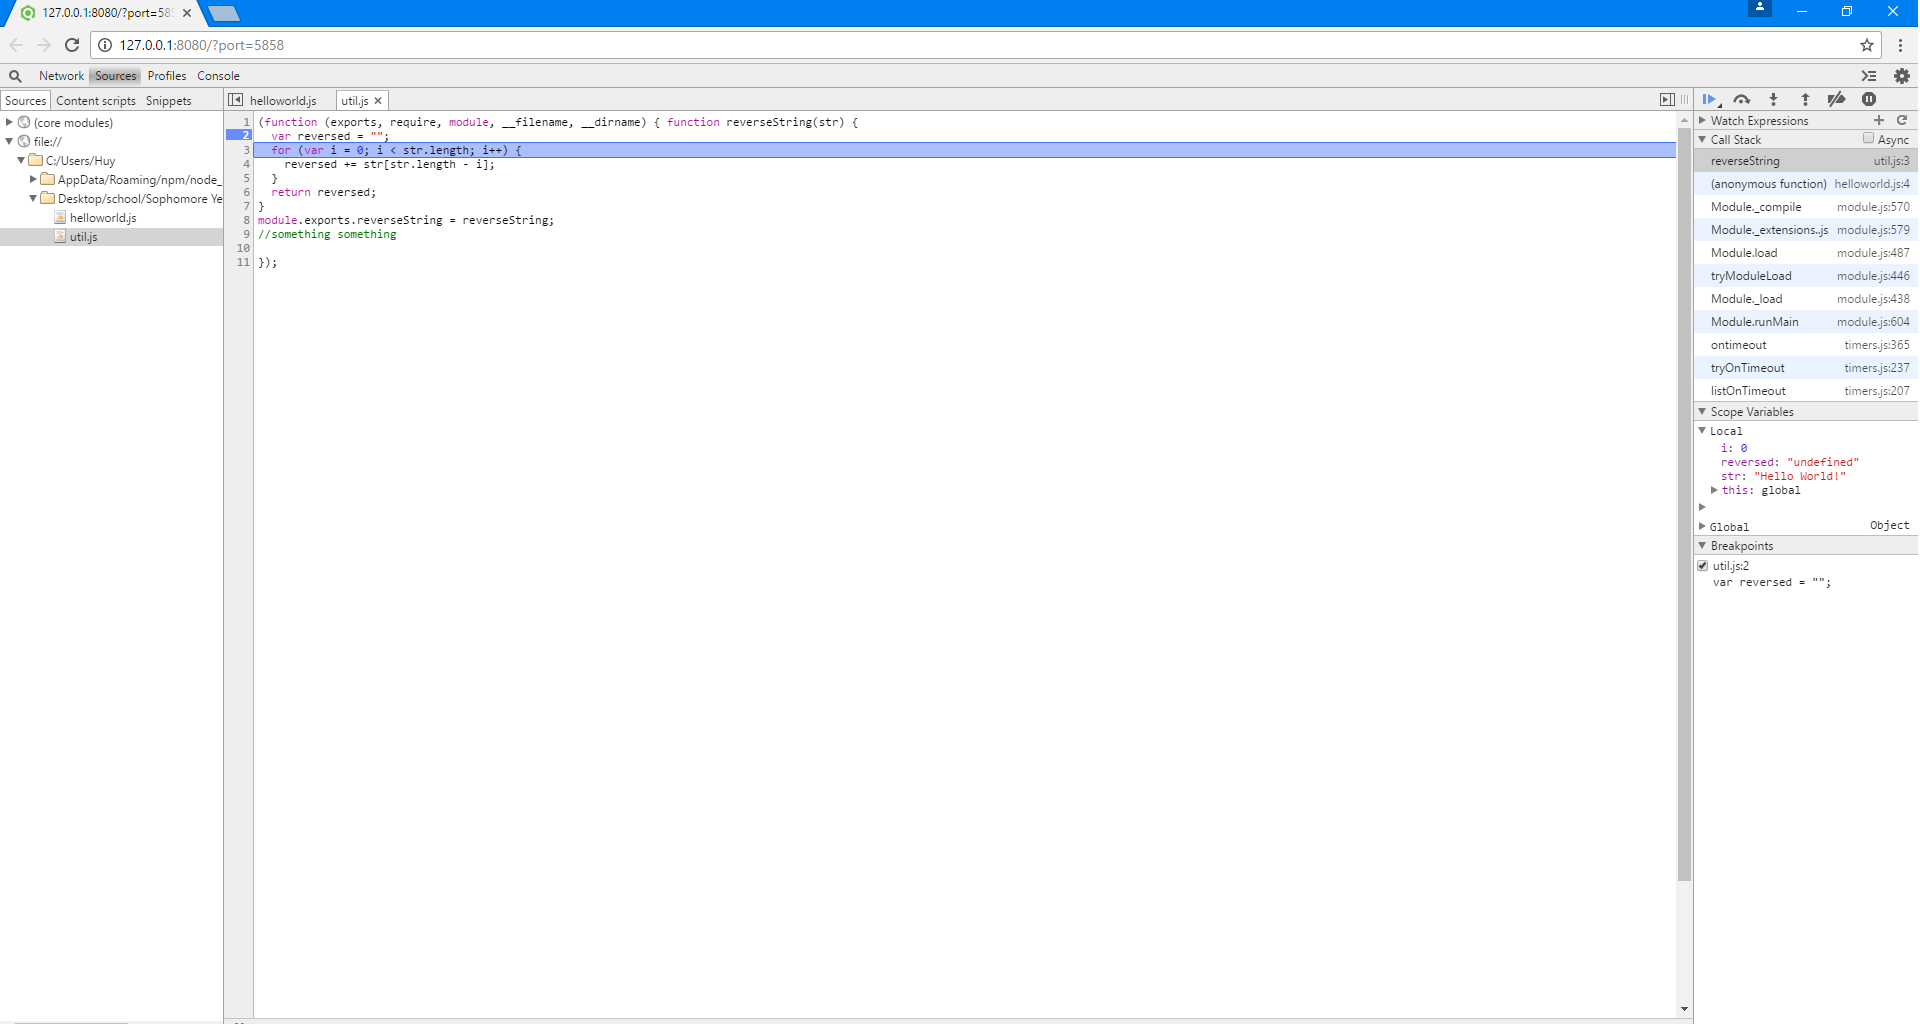 127.0.0.1:8080/?port=58
127.0.0.1:8080/?port=5858
Network Sources Profiles Console
Sources Content scripts Snippets
(core modules)
file://
C:/Users/Huy
AppData/Roaming/npm/node_
Desktop/school/Sophomore Ye
helloworld.js
util.js
helloworld.js util.js
1 (function (exports, require, module, __filename, __dirname) { function reverseString(str) {
2 var reversed = "";
3 for (var i = 0; i < str.length; i++) {
4 reversed += str[str.length - i];
5 }
6 return reversed;
7 }
8 module.exports.reverseString = reverseString;
9 //something something
10
11 });
Watch Expressions
Call Stack Async
reverseString util.js:3
(anonymous function) helloworld.js:4
Module._compile module.js:570
Module._extensions..js module.js:579
Module.load module.js:487
tryModuleLoad module.js:446
Module._load module.js:438
Module.runMain module.js:604
ontimeout timers.js:365
tryOnTimeout timers.js:237
listOnTimeout timers.js:207
Scope Variables
Local
i: 0
reversed: "undefined"
str: "Hello World!"
this: global
Global Object
Breakpoints
util.js:2
var reversed = "";